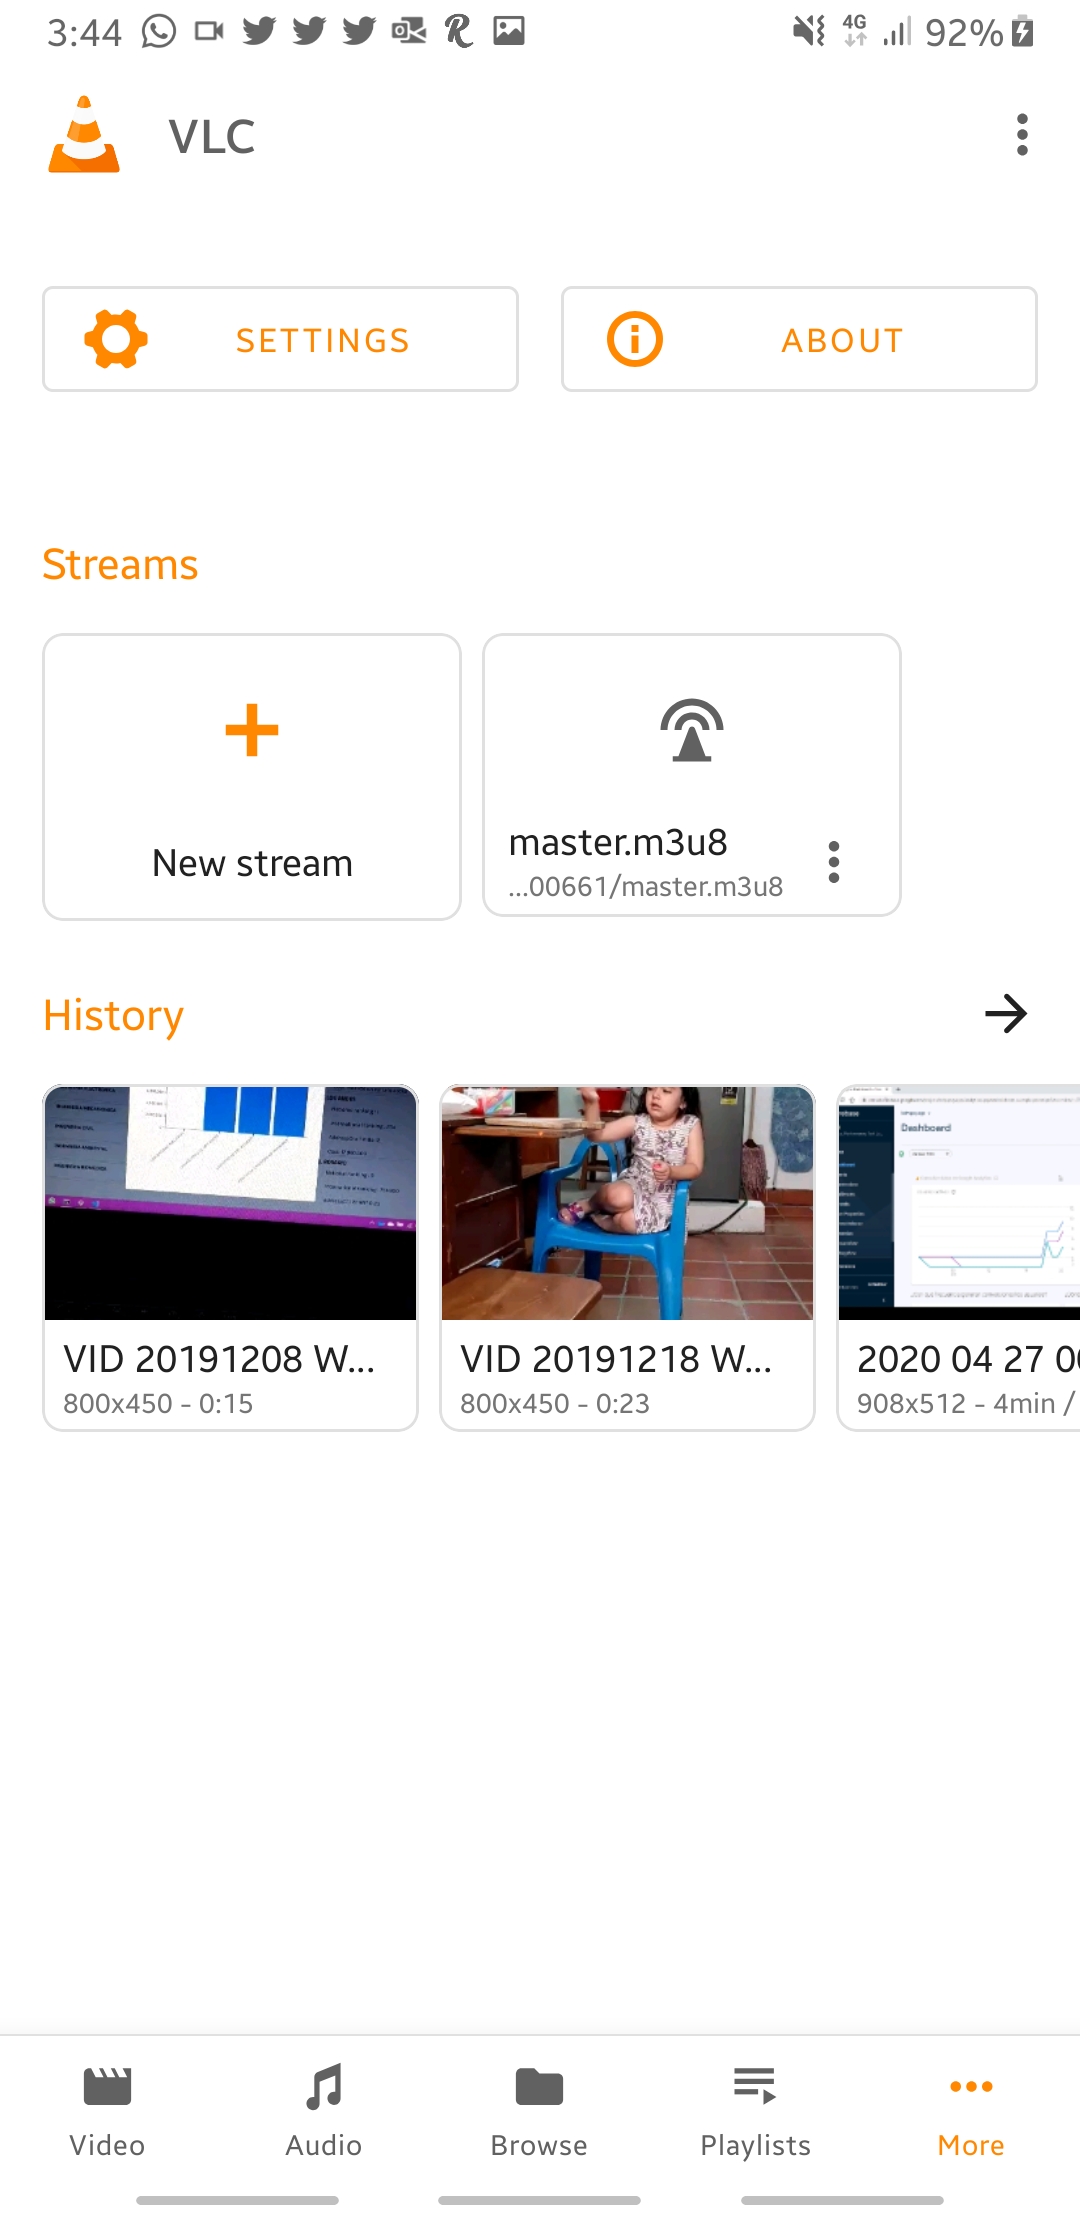 3:44
4G
92%
VLC
SETTINGS
ABOUT
Streams
New stream
master.m3u8
...00661/master.m3u8
History
Dashboard
VID 20191208 W...
800x450 - 0:15
VID 20191218 W...
800x450 - 0:23
2020 04 27 0
908x512 - 4min /
Video
Audio
Browse
Playlists
More